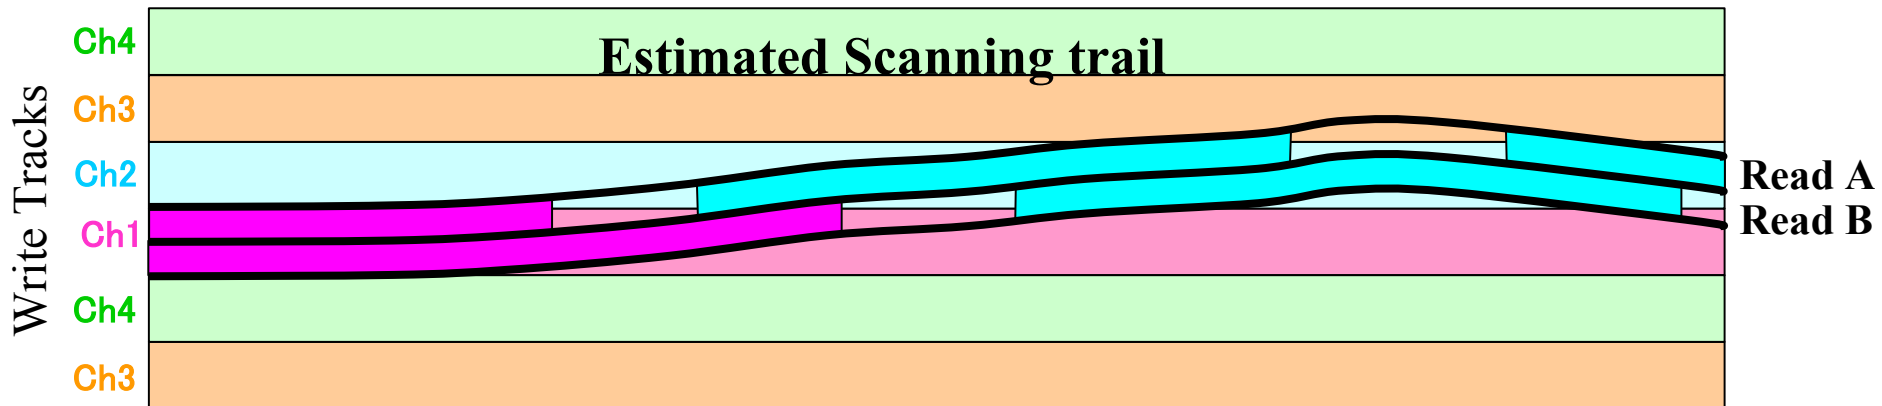 Estimated Scanning trail
Write Tracks
Ch4
Ch3
Ch2
Ch1
Ch4
Ch3
Read A
Read B